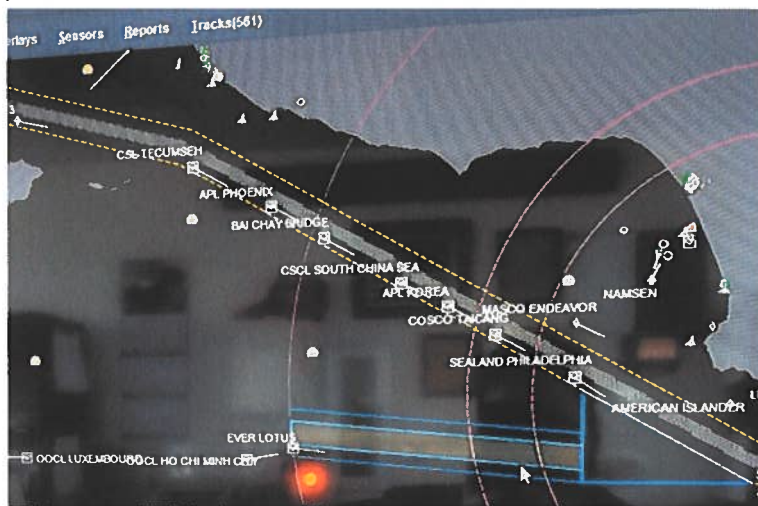 Sensors Reports Tracks(561)
3
CSL TECUMSEH
APL PHOENIX
BAI CHAY BRIDGE
CSCL SOUTH CHINA SEA
APL KOREA
COSCO TAICANG
MASCO ENDEAVOR
NAMSEN
SEALAND PHILADELPHIA
AMERICAN ISLANDER
EVER LOTUS
OOCL LUXEMBOURG
OOCL HO CHI MINH CITY